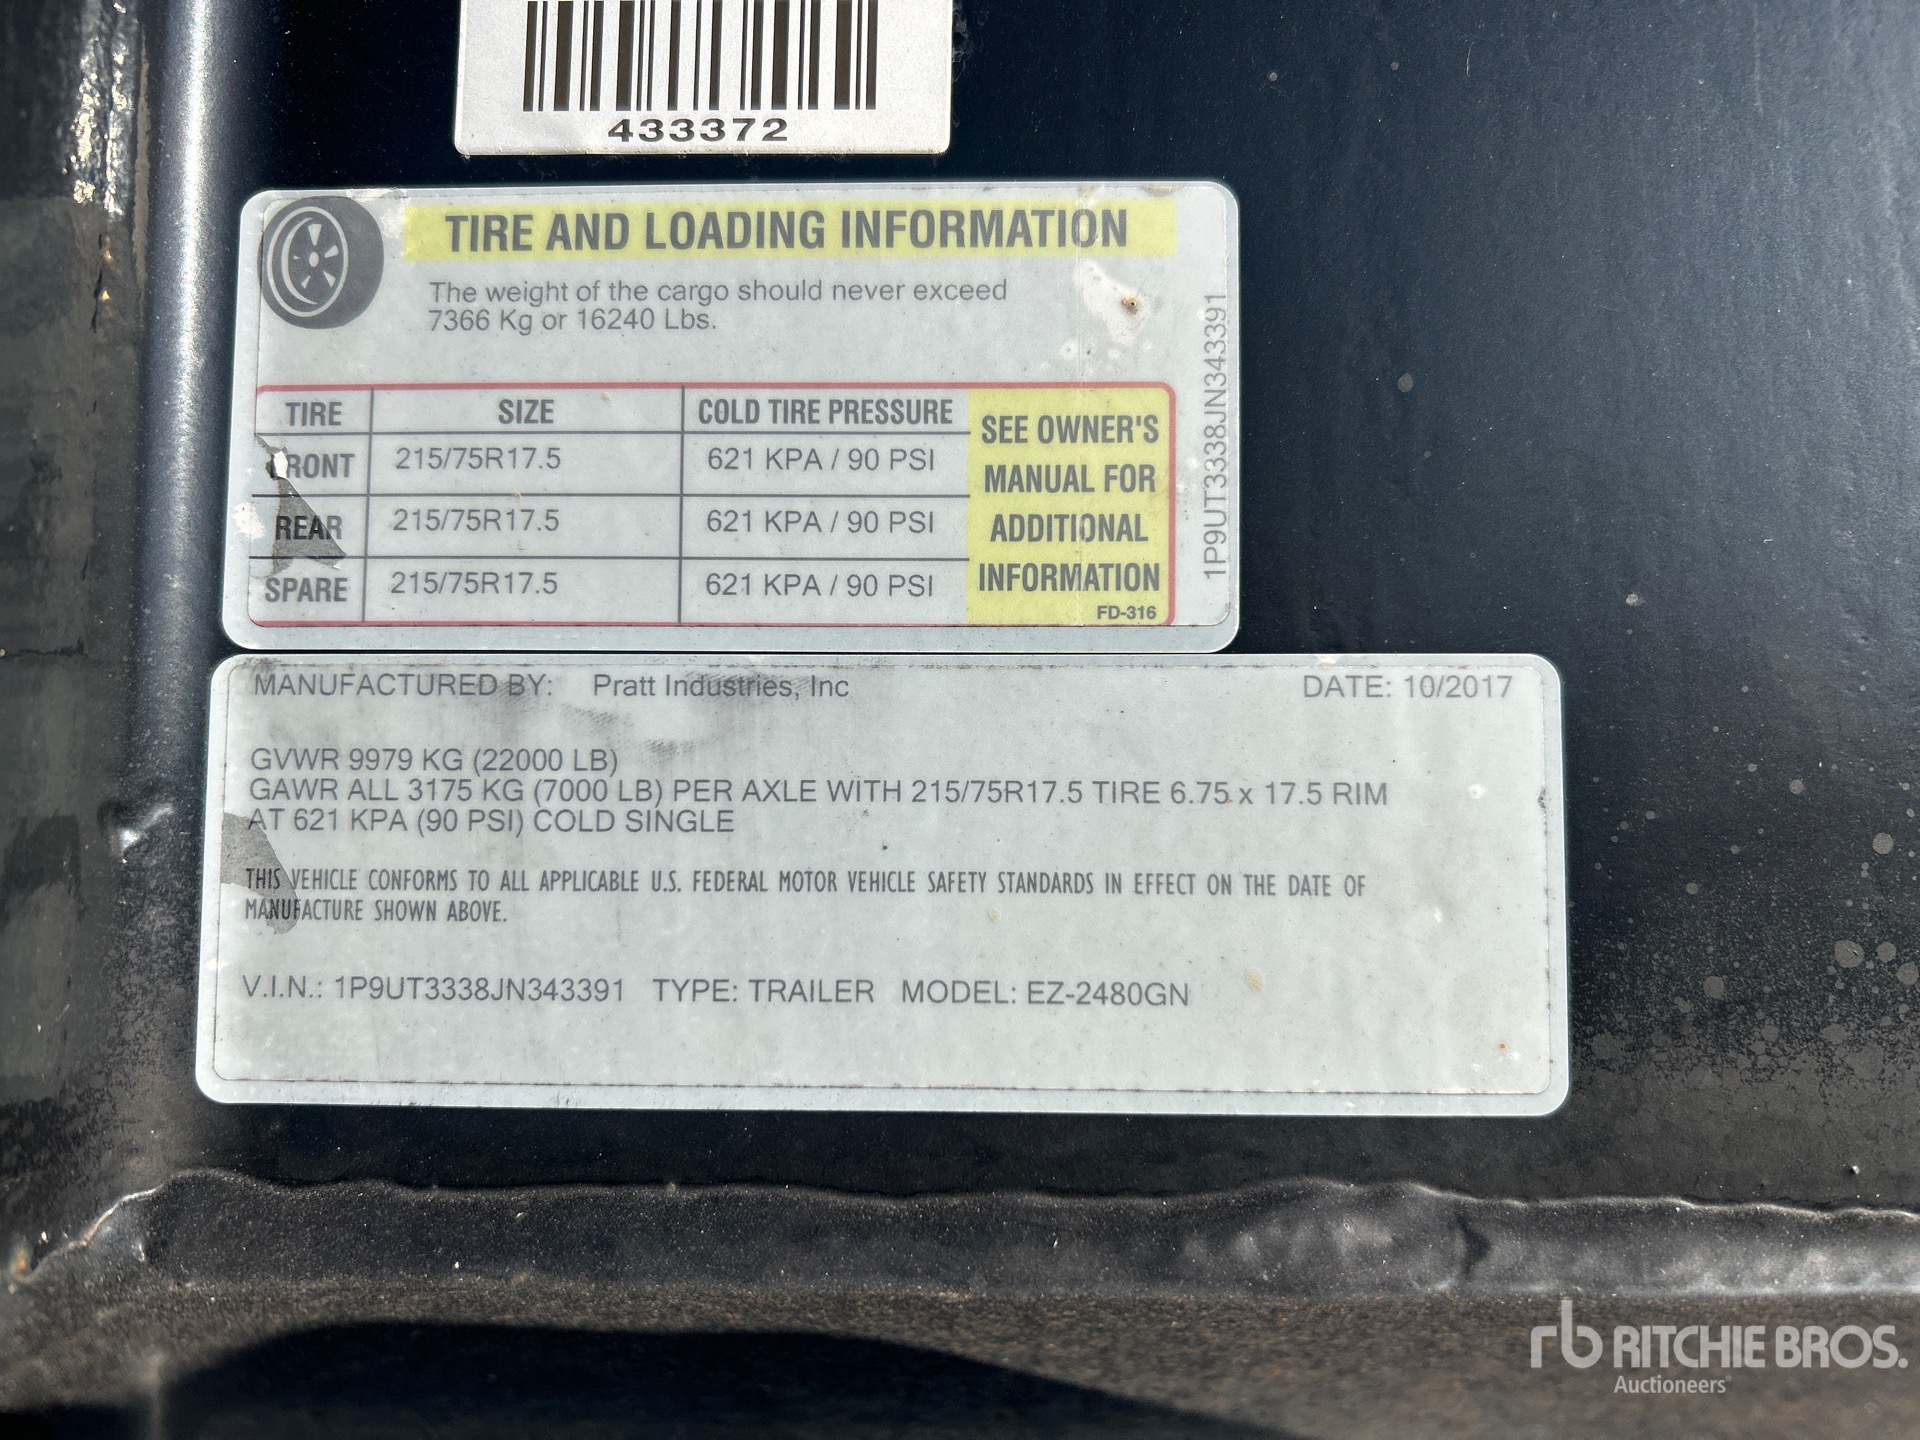 433372
TIRE AND LOADING INFORMATION
The weight of the cargo should never exceed
7366 Kg or 16240 Lbs.
TIRE SIZE COLD TIRE PRESSURE
FRONT 215/75R17.5 621 KPA / 90 PSI
REAR 215/75R17.5 621 KPA / 90 PSI
SPARE 215/75R17.5 621 KPA / 90 PSI
SEE OWNER'S
MANUAL FOR
ADDITIONAL
INFORMATION
FD-316
1P9UT3338JN343391
MANUFACTURED BY: Pratt Industries, Inc DATE: 10/2017
GVWR 9979 KG (22000 LB)
GAWR ALL 3175 KG (7000 LB) PER AXLE WITH 215/75R17.5 TIRE 6.75 x 17.5 RIM
AT 621 KPA (90 PSI) COLD SINGLE
THIS VEHICLE CONFORMS TO ALL APPLICABLE U.S. FEDERAL MOTOR VEHICLE SAFETY STANDARDS IN EFFECT ON THE DATE OF
MANUFACTURE SHOWN ABOVE.
V.I.N.: 1P9UT3338JN343391 TYPE: TRAILER MODEL: EZ-2480GN
rb RITCHIE BROS.
Auctioneers